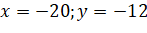 x = −20; y = −12